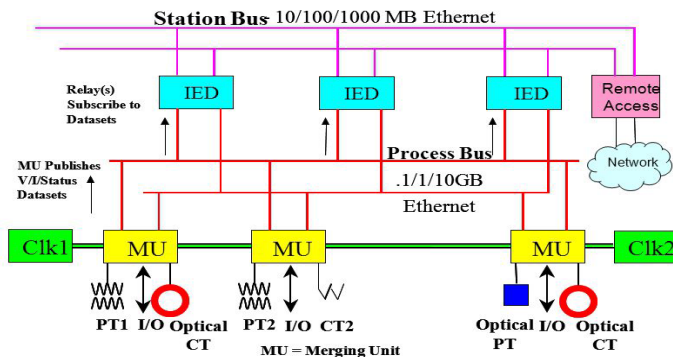 Station Bus- 10/100/1000 MB Ethernet
Relay(s)
Subscribe to
Datasets
IED
IED
IED
Remote
Access
Network
MU Publishes
V/I/Status
Datasets
Process Bus
.1/1/10GB
Ethernet
Clk1
MU
MU
MU
Clk2
PT1 I/O Optical
CT
PT2 I/O CT2
Optical I/O Optical
PT CT
MU = Merging Unit